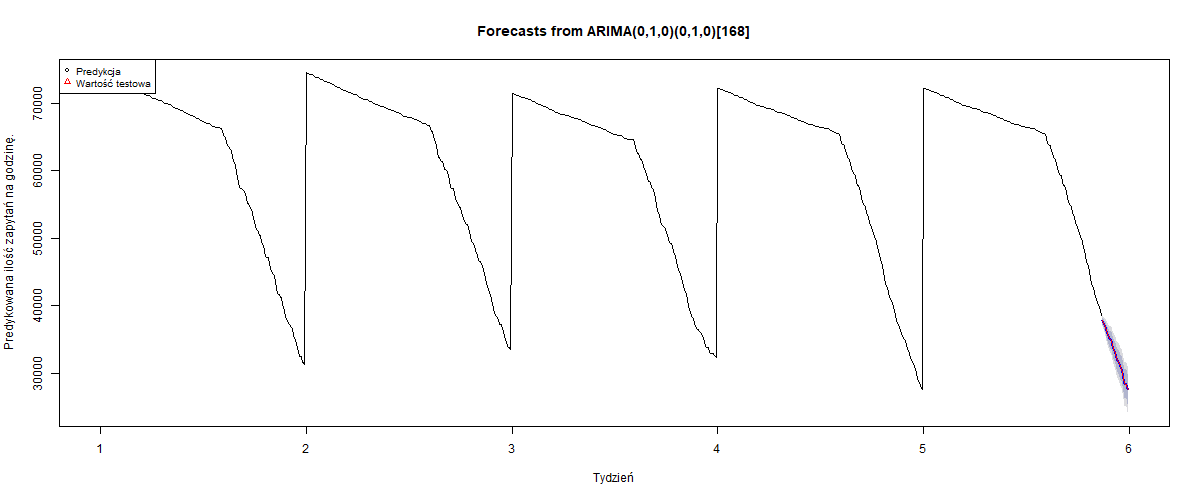 Forecasts from ARIMA(0,1,0)(0,1,0)[168]
Predykcja
Wartość testowa
Predykowana ilość zapytań na godzinę.
70000
60000
50000
40000
30000
1 2 3 4 5 6
Tydzień